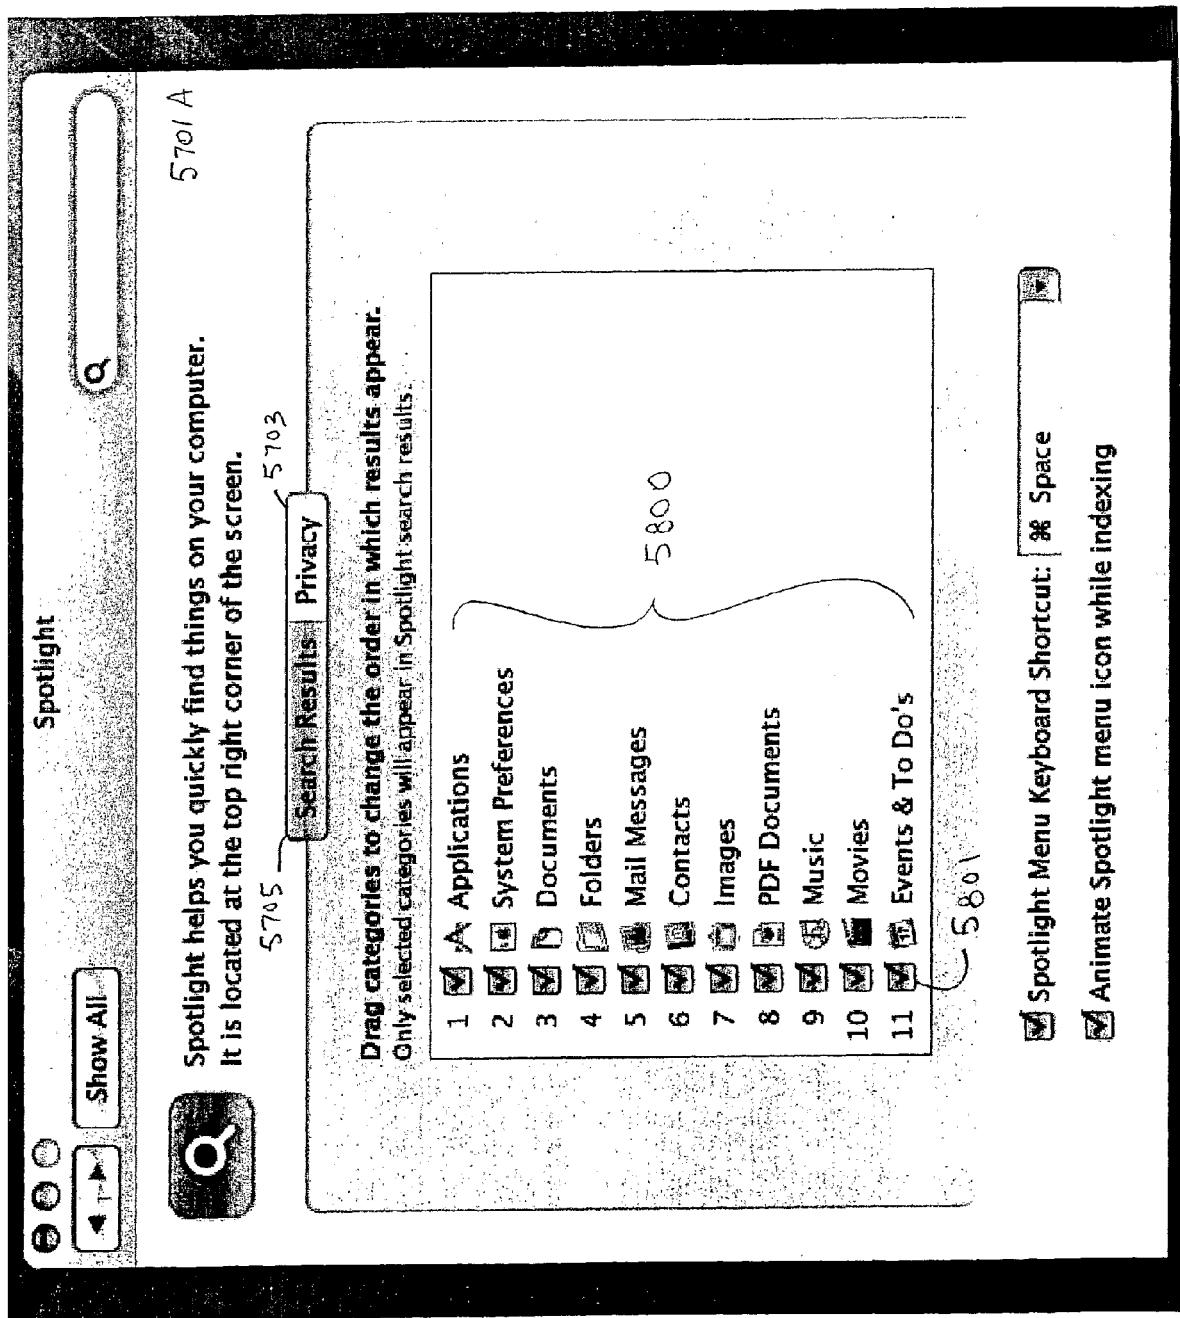 Spotlight
Show All
Spotlight helps you quickly find things on your computer.
It is located at the top right corner of the screen.
5701 A
5705
5703
Search Results
Privacy
Drag categories to change the order in which results appear.
Only selected categories will appear in Spotlight search results.
1 Applications
2 System Preferences
3 Documents
4 Folders
5 Mail Messages
6 Contacts
7 Images
8 PDF Documents
9 Music
10 Movies
11 Events & To Do's
5800
5801
Spotlight Menu Keyboard Shortcut: ⌘ Space
Animate Spotlight menu icon while indexing